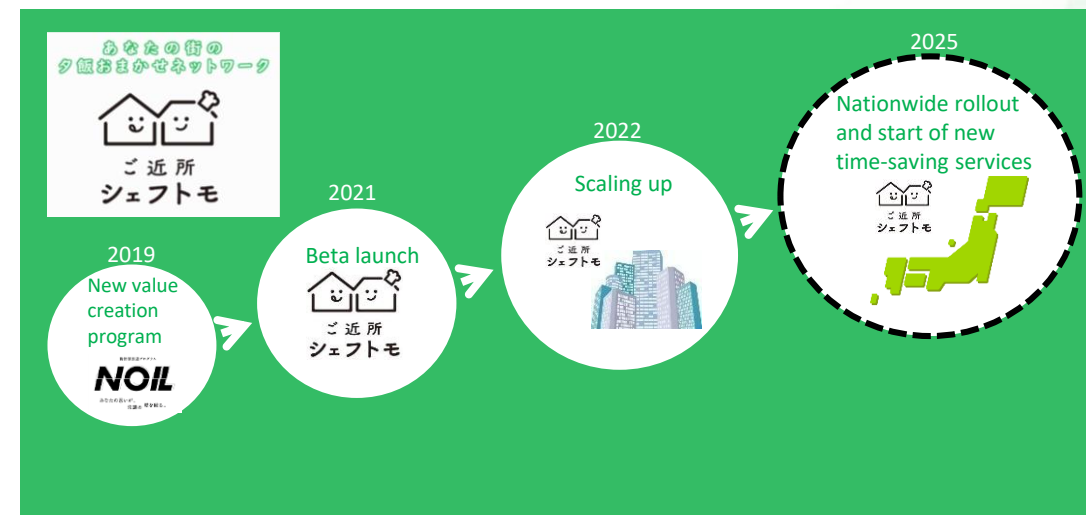 あなたの街の
夕飯おまかせネットワーク
ご近所
シェフトモ
2019
New value
creation
program
NOIL
2021
Beta launch
ご近所
シェフトモ
2022
Scaling up
ご近所
シェフトモ
2025
Nationwide rollout
and start of new
time-saving services
ご近所
シェフトモ